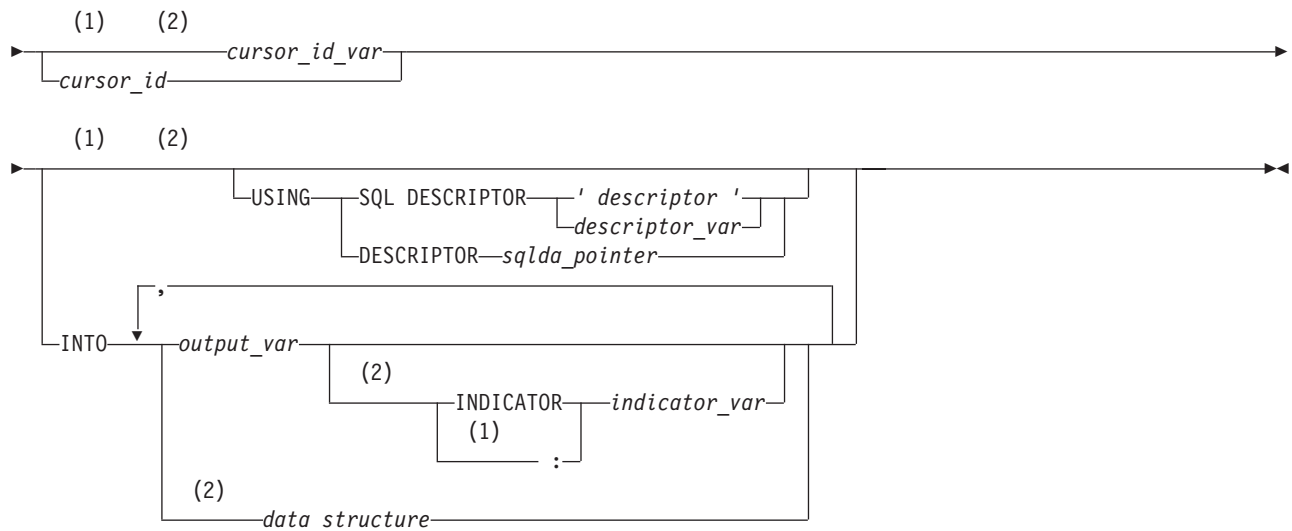 (1) (2)
cursor_id_var
cursor_id
(1) (2)
USING SQL DESCRIPTOR ' descriptor '
descriptor_var
DESCRIPTOR sqlda_pointer
,
INTO output_var
(2)
INDICATOR indicator_var
(1)
:
(2)
data structure